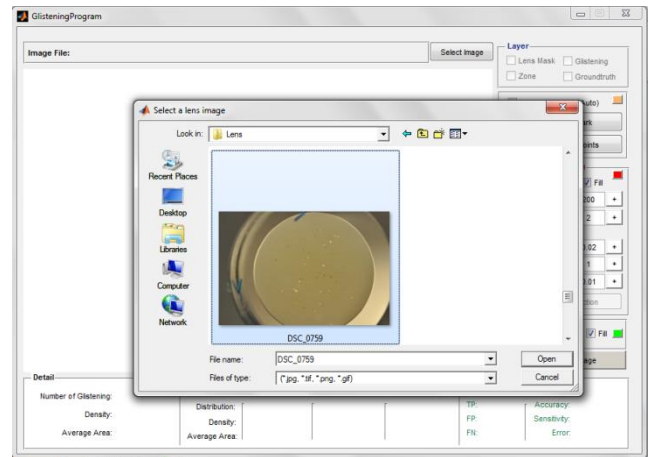 GlisteningProgram
Image File:
Select Image
Layer
Lens Mask
Glistening
Zone
Groundtruth
Select a lens image
Look in:
Lens
Recent Places
Desktop
Libraries
Computer
Network
DSC_0759
File name:
DSC_0759
Open
Files of type:
(*.jpg, *.tif, *.png, *.gif)
Cancel
Fill
2
+
1
+
+
Fill
Detail
Number of Glistening:
Density:
Average Area:
Distribution:
Density:
Average Area:
TP:
FP:
FN:
Accuracy:
Sensitivity:
Error: